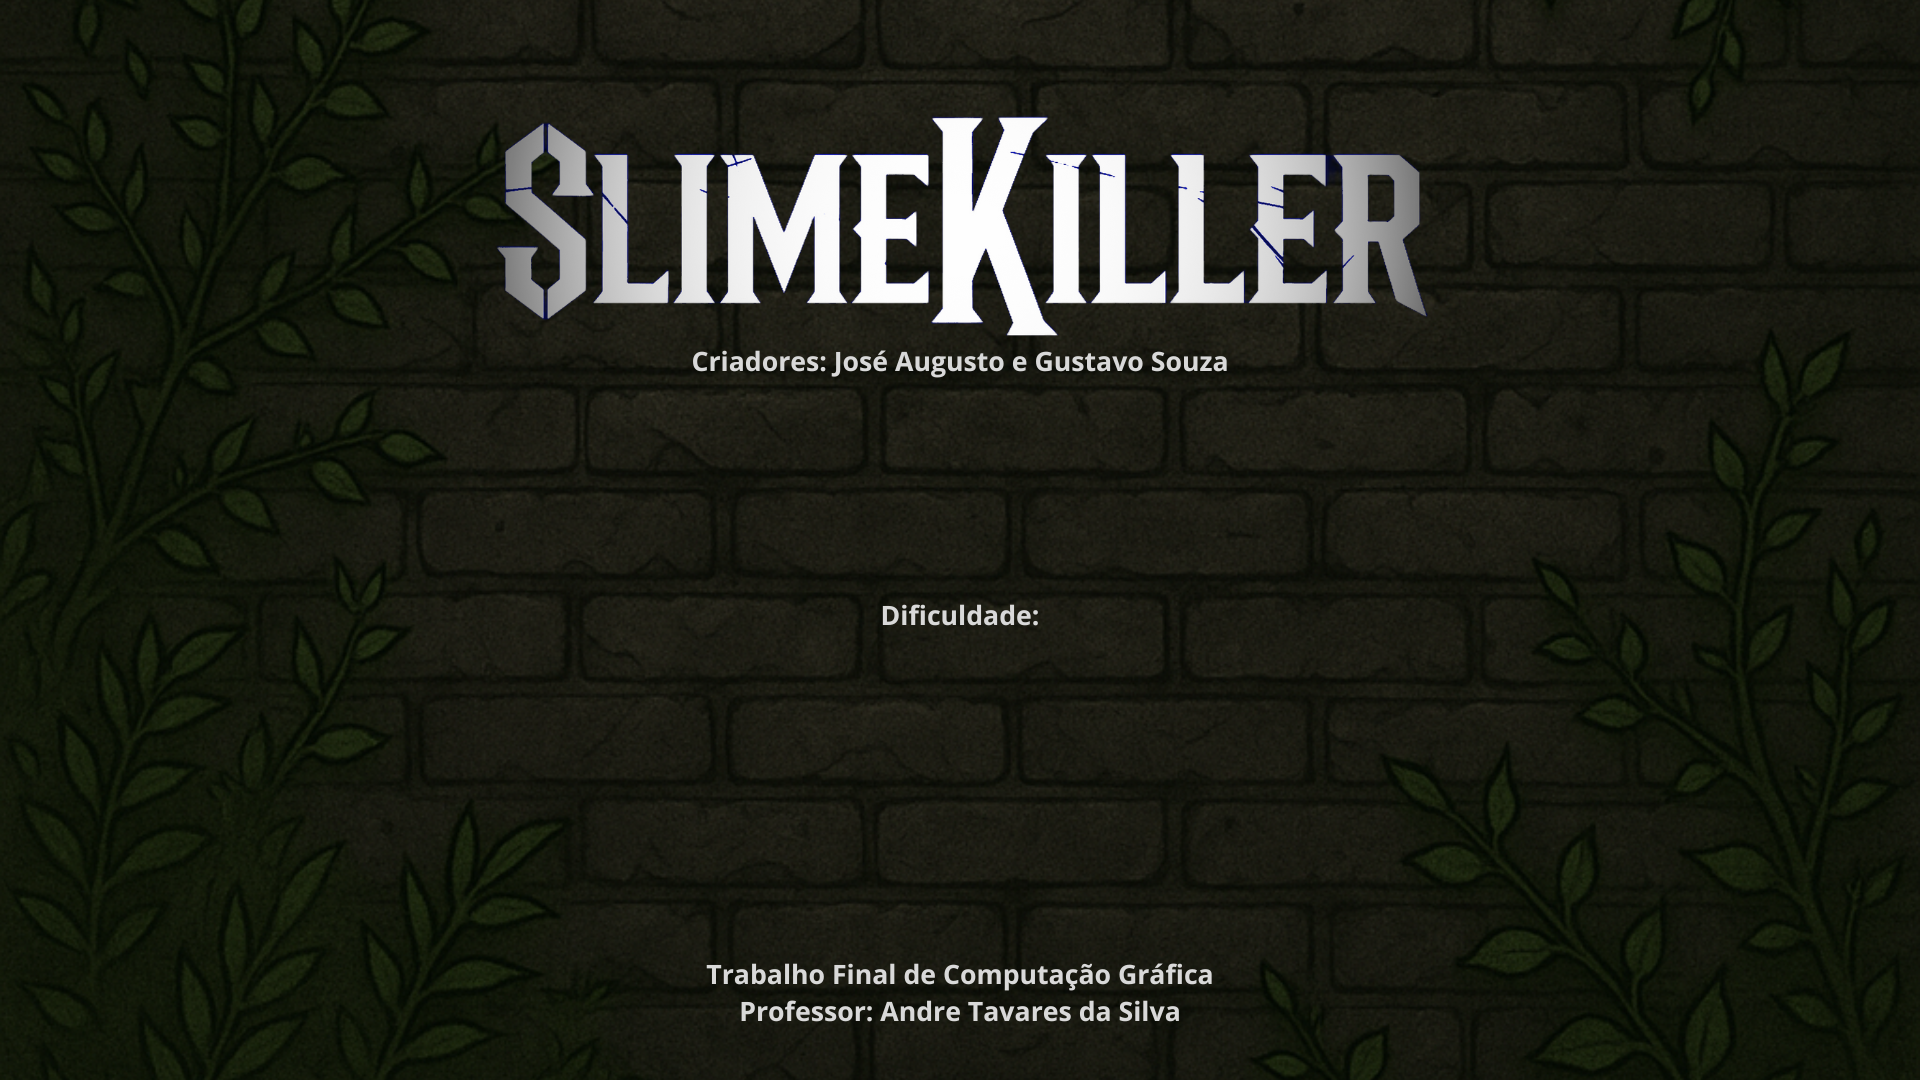 SLIMEKILLER
Criadores: José Augusto e Gustavo Souza
Dificuldade:
Trabalho Final de Computação Gráfica
Professor: Andre Tavares da Silva